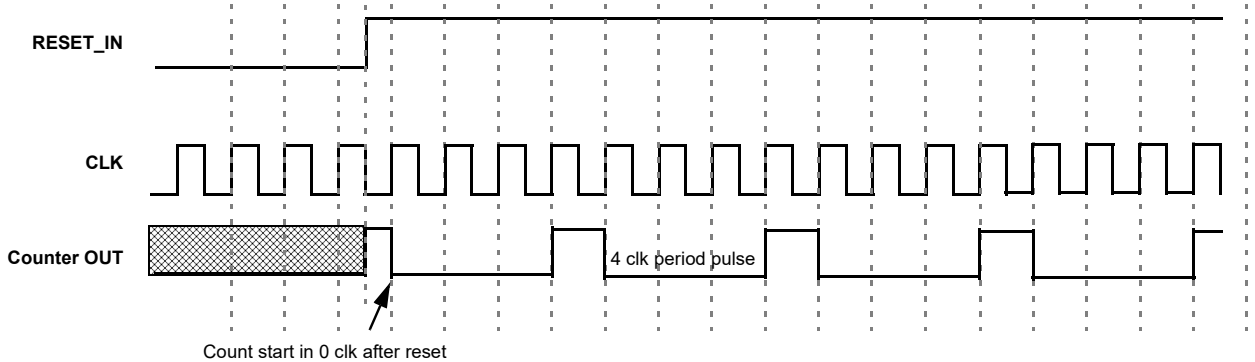 RESET_IN
CLK
Counter OUT
4 clk period pulse
Count start in 0 clk after reset